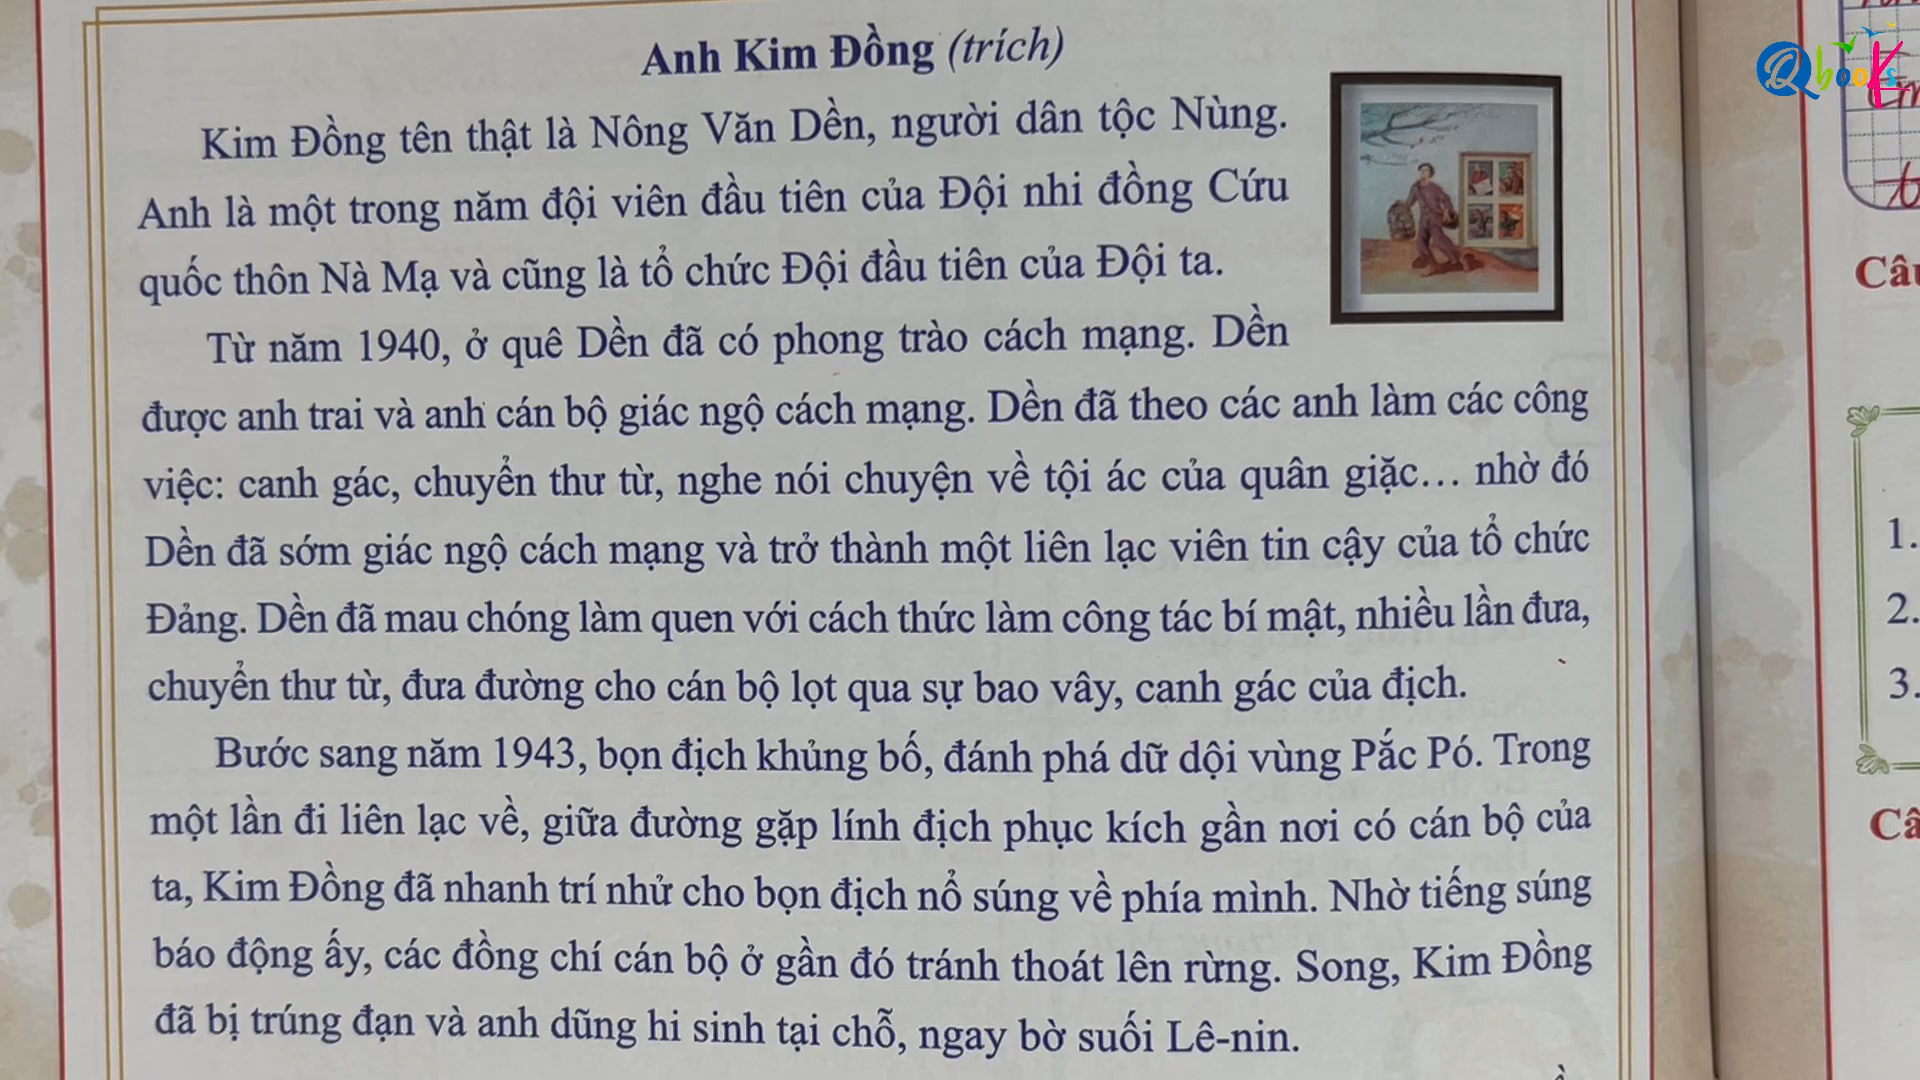 Anh Kim Đồng (trích)
Kim Đồng tên thật là Nông Văn Dền, người dân tộc Nùng.
Anh là một trong năm đội viên đầu tiên của Đội nhi đồng Cứu
quốc thôn Nà Mạ và cũng là tổ chức Đội đầu tiên của Đội ta.
Từ năm 1940, ở quê Dền đã có phong trào cách mạng. Dền
được anh trai và anh cán bộ giác ngộ cách mạng. Dền đã theo các anh làm các công
việc: canh gác, chuyển thư từ, nghe nói chuyện về tội ác của quân giặc… nhờ đó
Dền đã sớm giác ngộ cách mạng và trở thành một liên lạc viên tin cậy của tổ chức
Đảng. Dền đã mau chóng làm quen với cách thức làm công tác bí mật, nhiều lần đưa,
chuyển thư từ, đưa đường cho cán bộ lọt qua sự bao vây, canh gác của địch.
Bước sang năm 1943, bọn địch khủng bố, đánh phá dữ dội vùng Pắc Pó. Trong
một lần đi liên lạc về, giữa đường gặp lính địch phục kích gần nơi có cán bộ của
ta, Kim Đồng đã nhanh trí nhử cho bọn địch nổ súng về phía mình. Nhờ tiếng súng
báo động ấy, các đồng chí cán bộ ở gần đó tránh thoát lên rừng. Song, Kim Đồng
đã bị trúng đạn và anh dũng hi sinh tại chỗ, ngay bờ suối Lê-nin.
Qbooks
1.
2.
3.